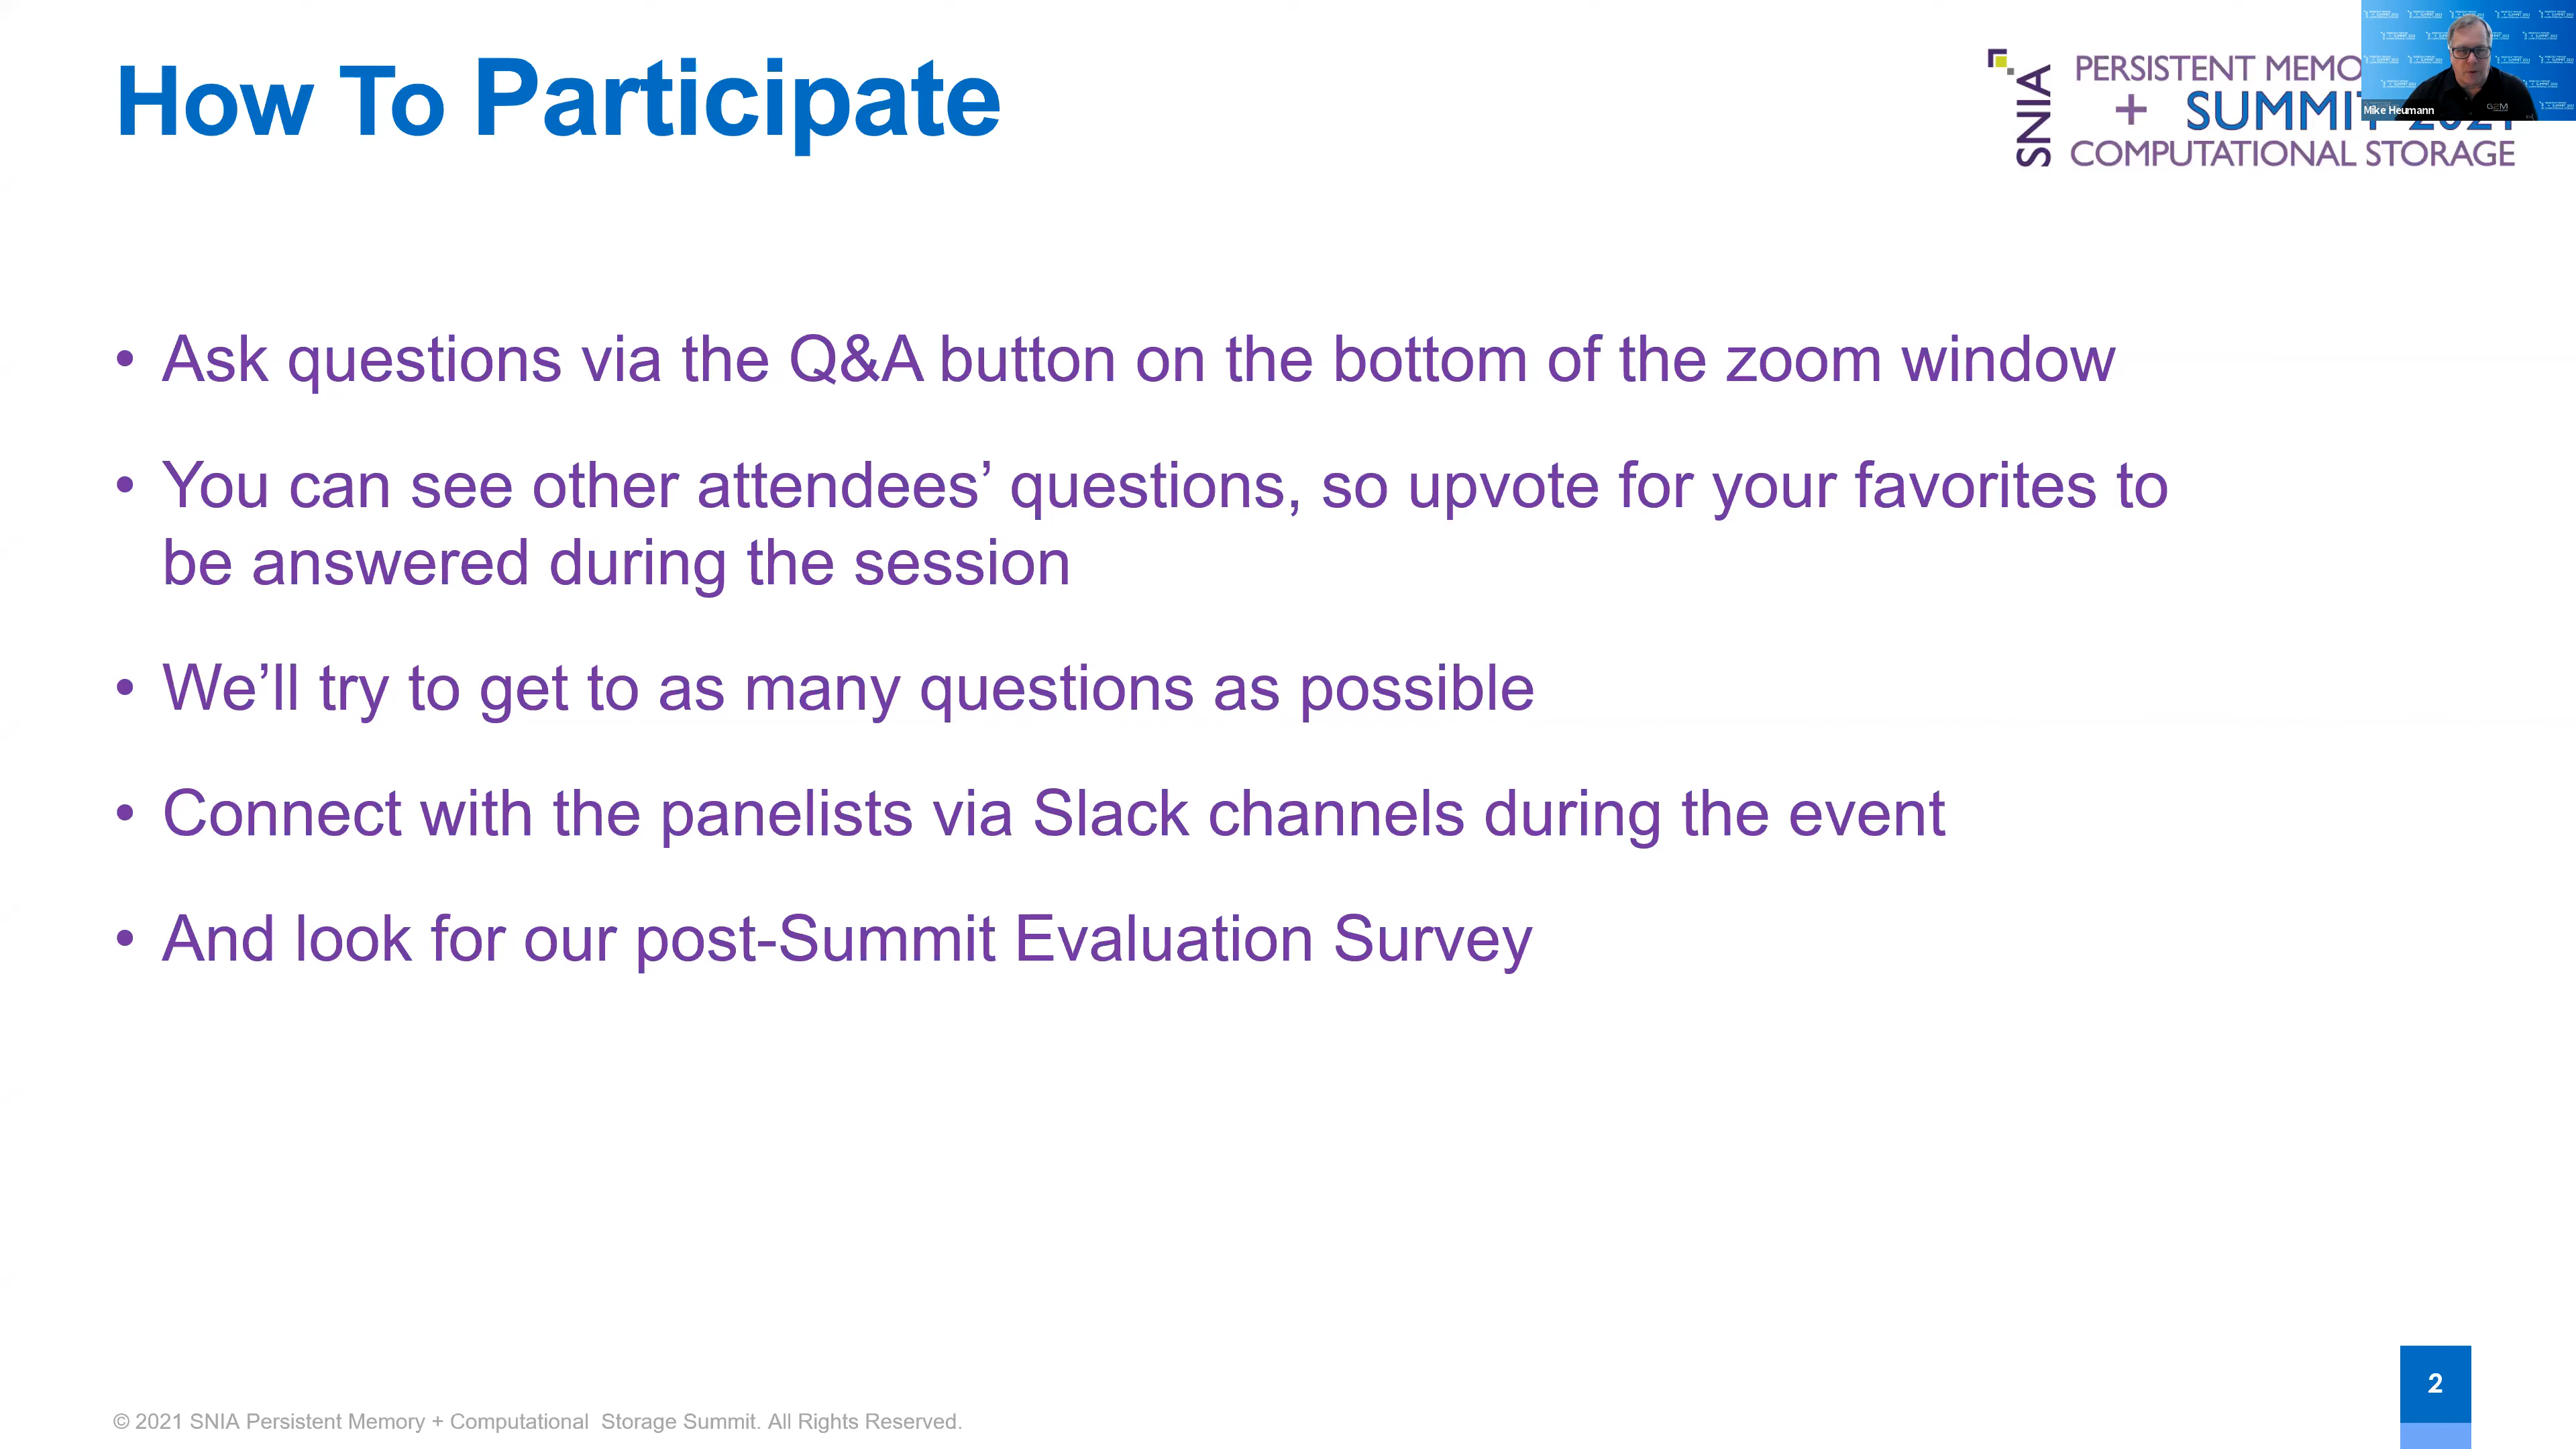 How To Participate
SNIA
PERSISTENT MEMO
+ SUMMIT 2021
COMPUTATIONAL STORAGE
Mike Heumann
GEM
• Ask questions via the Q&A button on the bottom of the zoom window
• You can see other attendees’ questions, so upvote for your favorites to
be answered during the session
• We’ll try to get to as many questions as possible
• Connect with the panelists via Slack channels during the event
• And look for our post-Summit Evaluation Survey
© 2021 SNIA Persistent Memory + Computational  Storage Summit. All Rights Reserved.
2